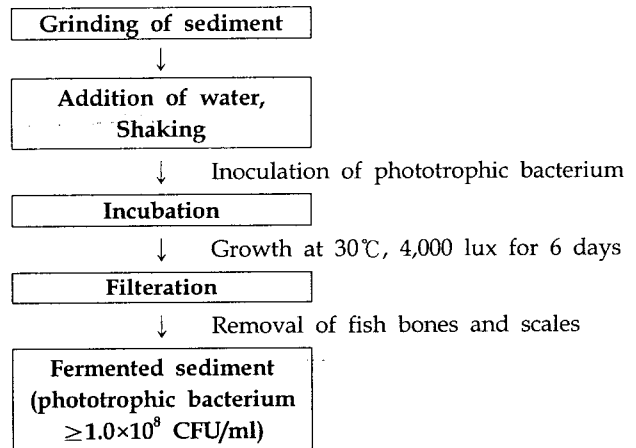 Grinding of sediment
↓
Addition of water,
Shaking
↓ Inoculation of phototrophic bacterium
Incubation
↓ Growth at 30℃, 4,000 lux for 6 days
Filteration
↓ Removal of fish bones and scales
Fermented sediment
(phototrophic bacterium
≥1.0×10⁸ CFU/ml)